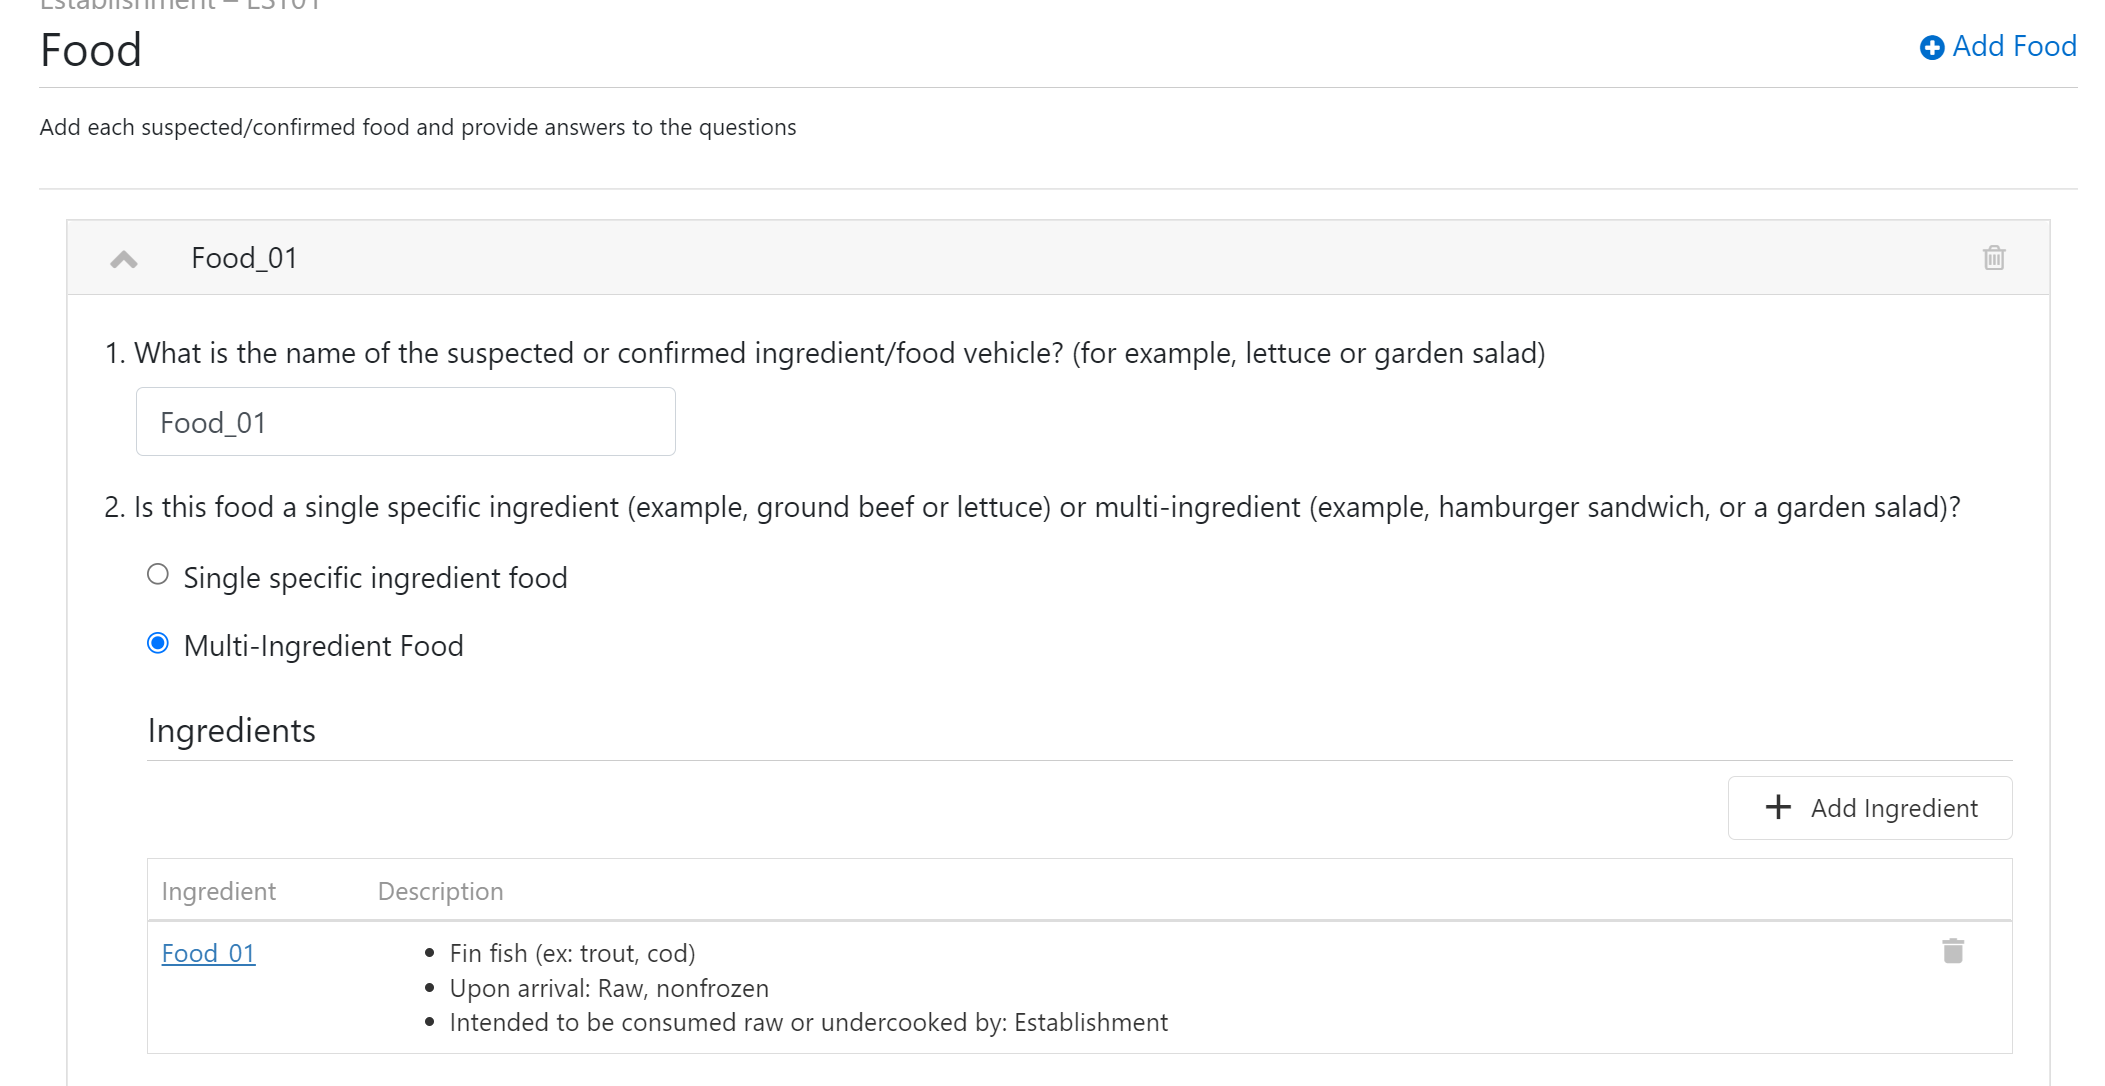 Establishment – EST01
Food
Add Food
Add each suspected/confirmed food and provide answers to the questions
Food_01
1. What is the name of the suspected or confirmed ingredient/food vehicle? (for example, lettuce or garden salad)
Food_01
2. Is this food a single specific ingredient (example, ground beef or lettuce) or multi-ingredient (example, hamburger sandwich, or a garden salad)?
Single specific ingredient food
Multi-Ingredient Food
Ingredients
Add Ingredient
Ingredient Description
Food_01
• Fin fish (ex: trout, cod)
• Upon arrival: Raw, nonfrozen
• Intended to be consumed raw or undercooked by: Establishment